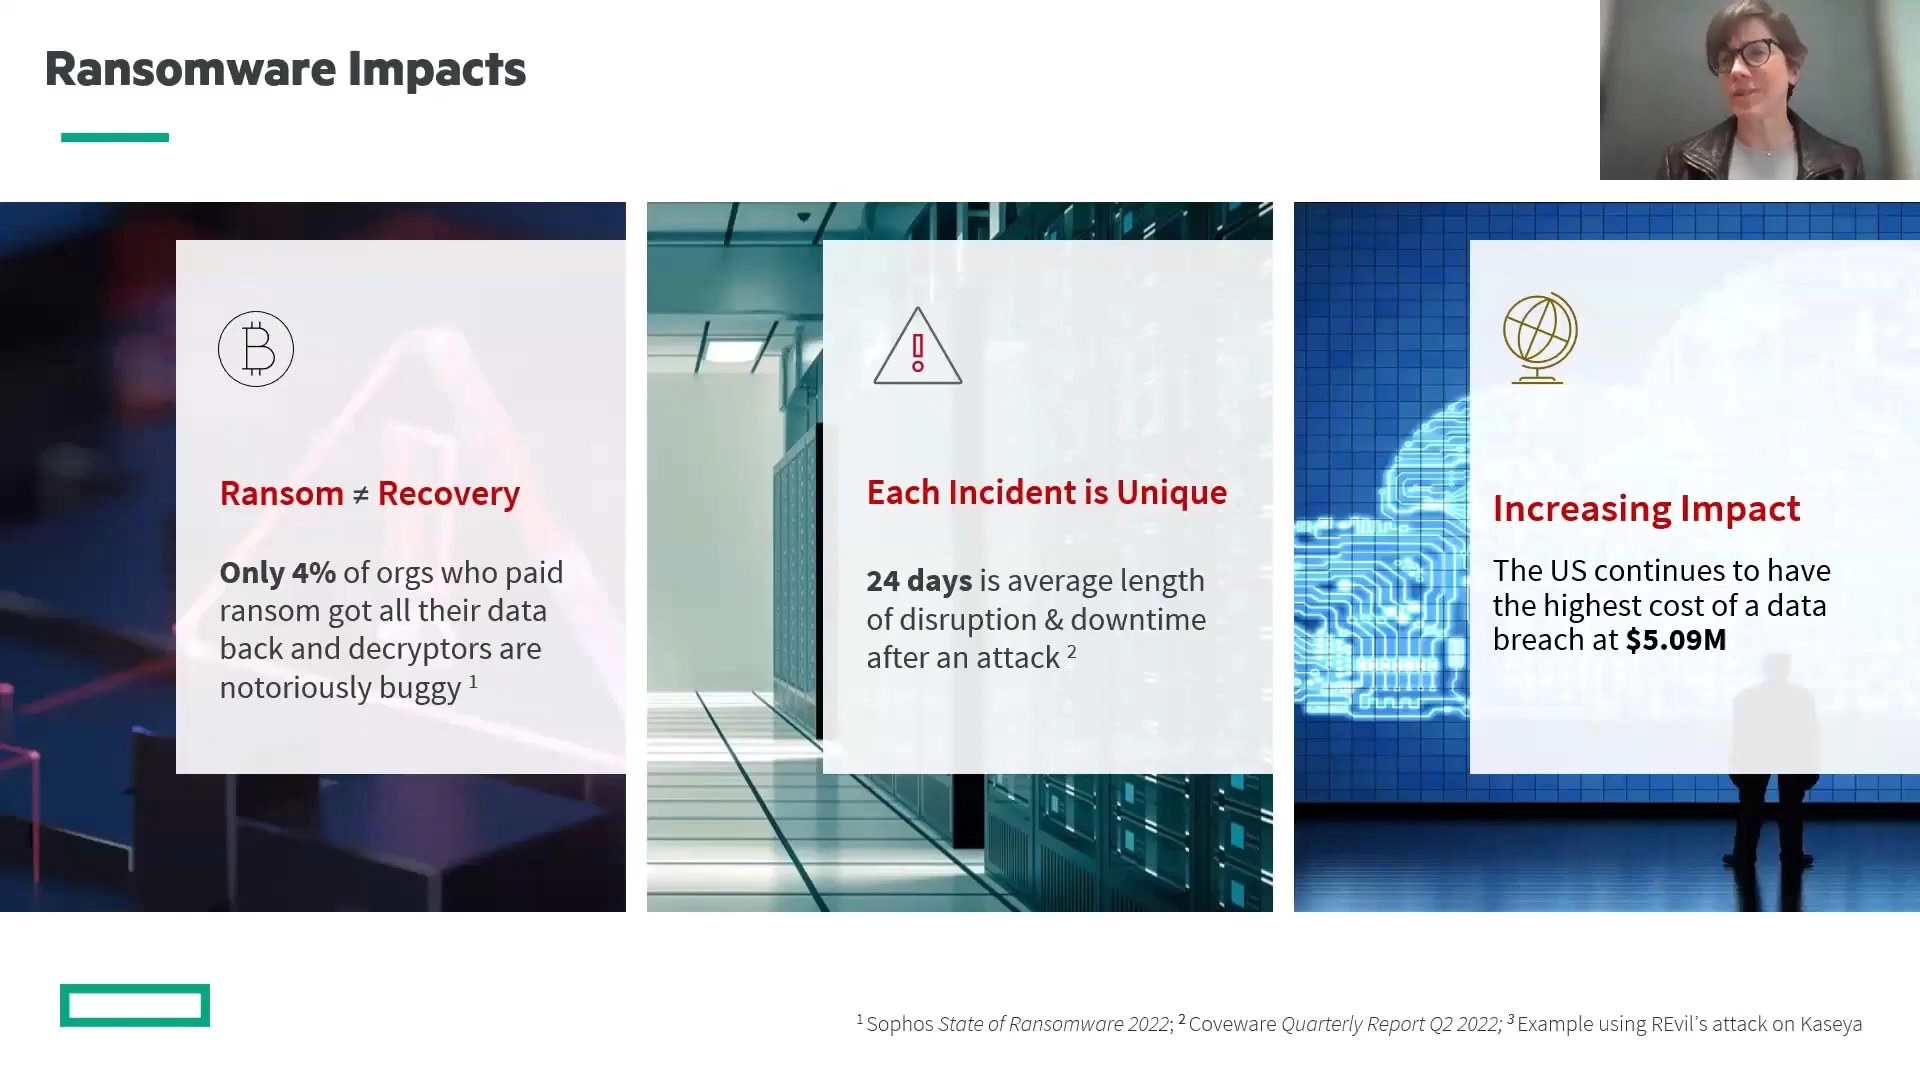 Ransomware Impacts
Ransom ≠ Recovery
Only 4% of orgs who paid
ransom got all their data
back and decryptors are
notoriously buggy 1
Each Incident is Unique
24 days is average length
of disruption & downtime
after an attack 2
Increasing Impact
The US continues to have
the highest cost of a data
breach at $5.09M
1 Sophos State of Ransomware 2022; 2 Coveware Quarterly Report Q2 2022; 3 Example using REvil’s attack on Kaseya